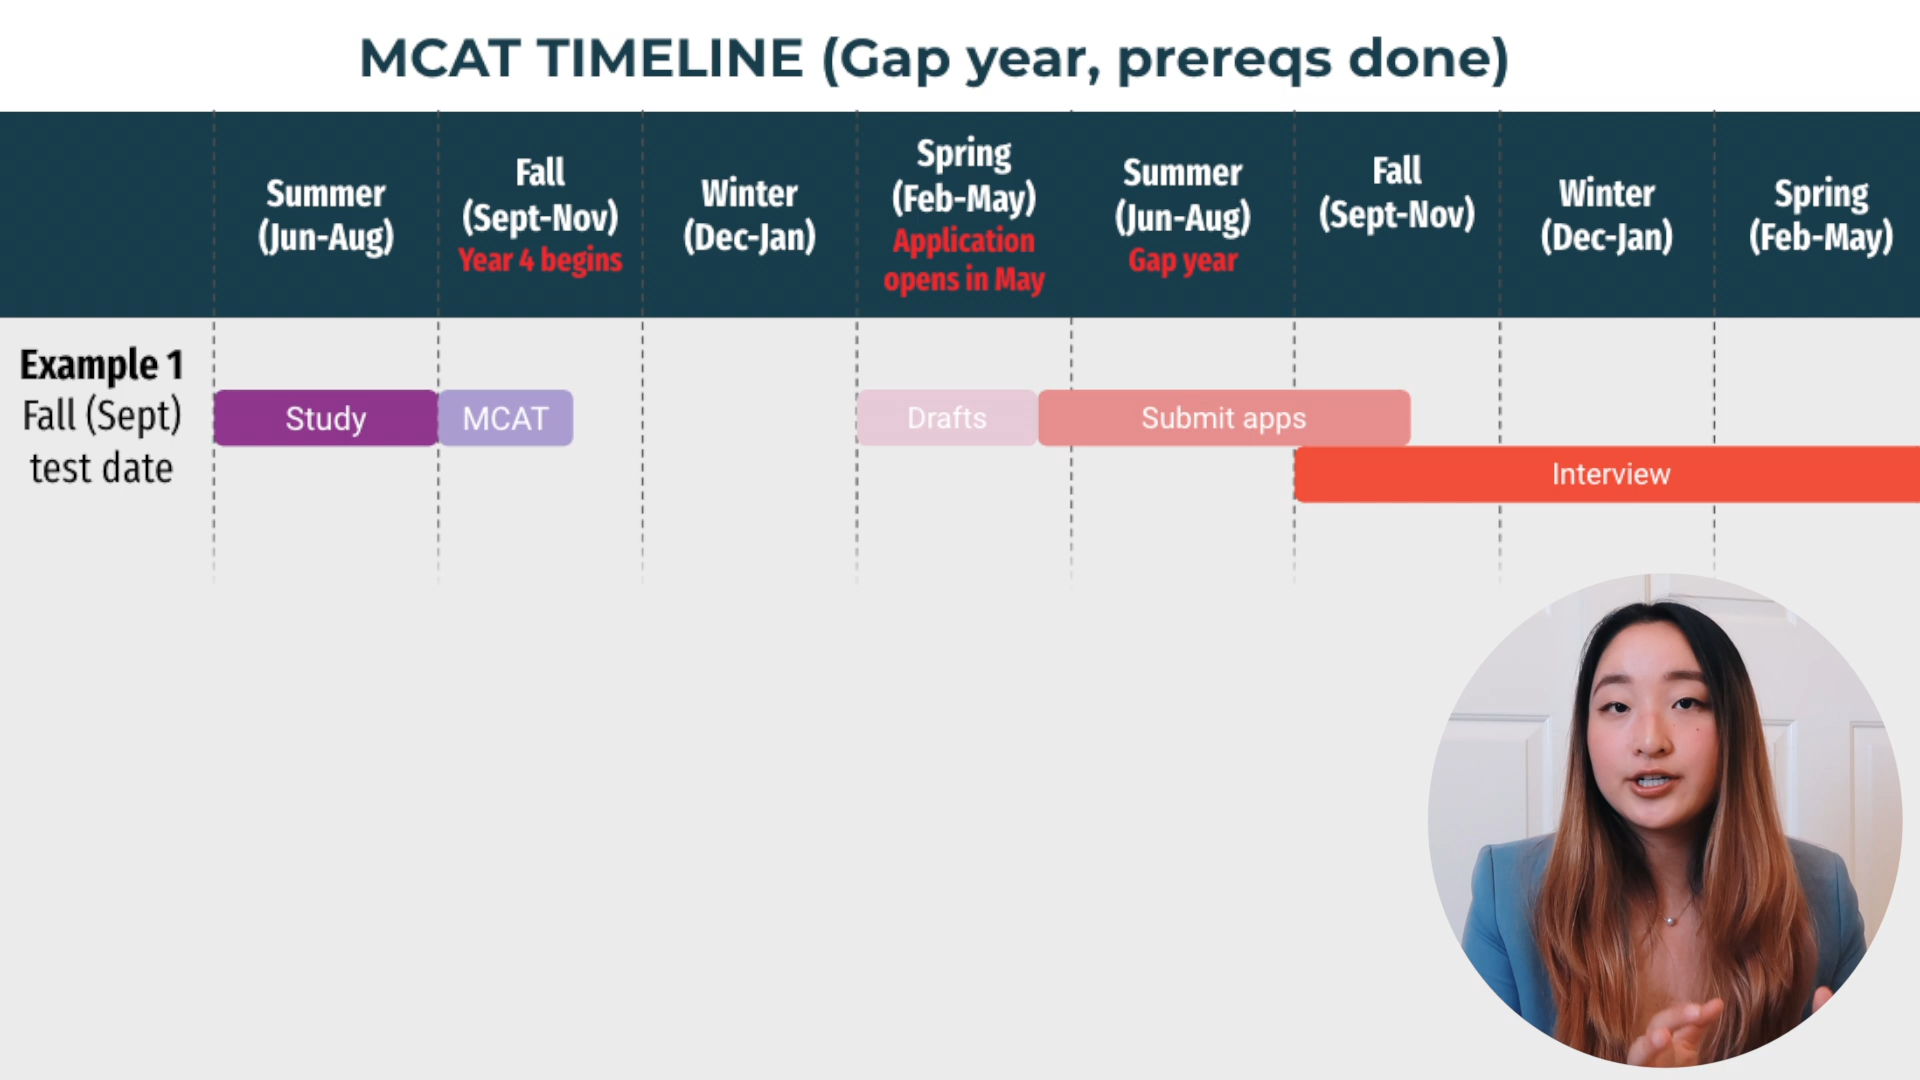 MCAT TIMELINE (Gap year, prereqs done)
Summer
(Jun-Aug)
Fall
(Sept-Nov)
Year 4 begins
Winter
(Dec-Jan)
Spring
(Feb-May)
Application
opens in May
Summer
(Jun-Aug)
Gap year
Fall
(Sept-Nov)
Winter
(Dec-Jan)
Spring
(Feb-May)
Example 1
Fall (Sept)
test date
Study
MCAT
Drafts
Submit apps
Interview